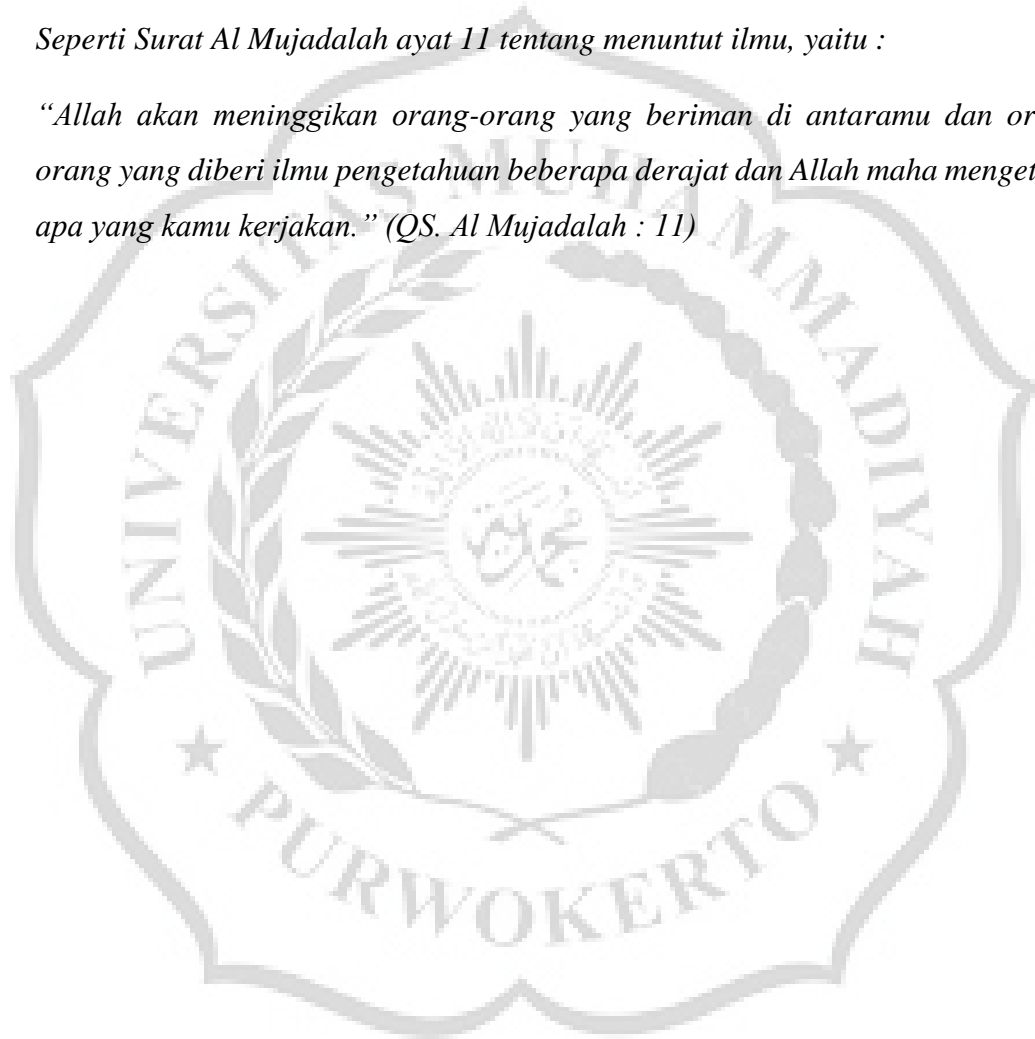 Seperti Surat Al Mujadalah ayat 11 tentang menuntut ilmu, yaitu :
“Allah akan meninggikan orang-orang yang beriman di antaramu dan or
orang yang diberi ilmu pengetahuan beberapa derajat dan Allah maha menget
apa yang kamu kerjakan.” (QS. Al Mujadalah : 11)
UNIVERSITAS MUHAMMADIYAH
PURWOKERTO